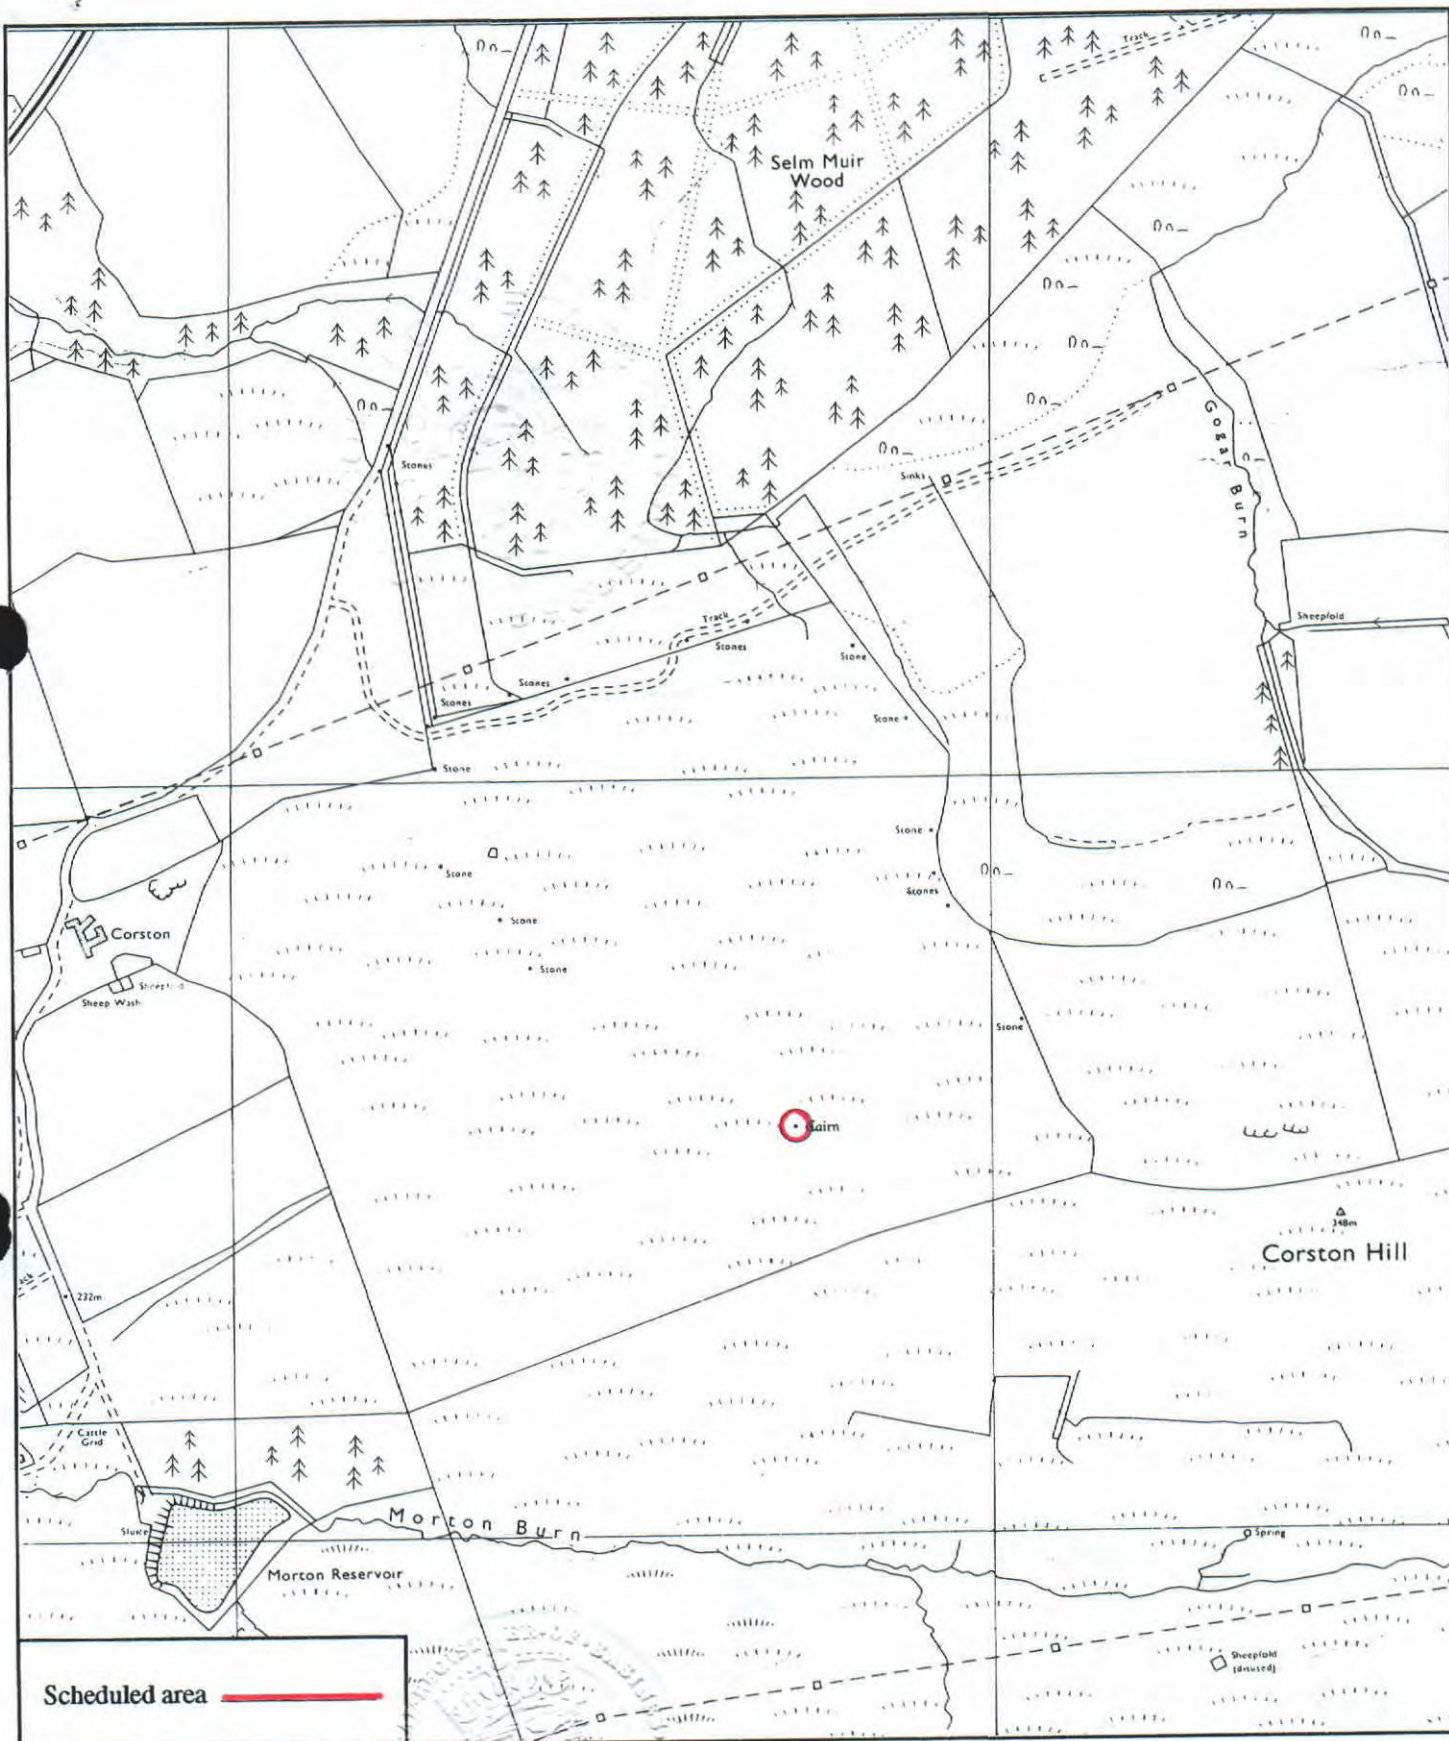 Track
Selm Muir
Wood
Stones
Sinks
Gogar Burn
Sheepfold
Track
Stones
Stone
Stones
Stones
Stone
Stone
Stone
Stone
Stones
Stone
Corston
Stone
Sheepfold
Sheep Wash
Stone
Cairn
348m
Corston Hill
232m
Cattle
Grid
Sluice
Morton Burn
Spring
Morton Reservoir
Sheepfold
(disused)
Scheduled area